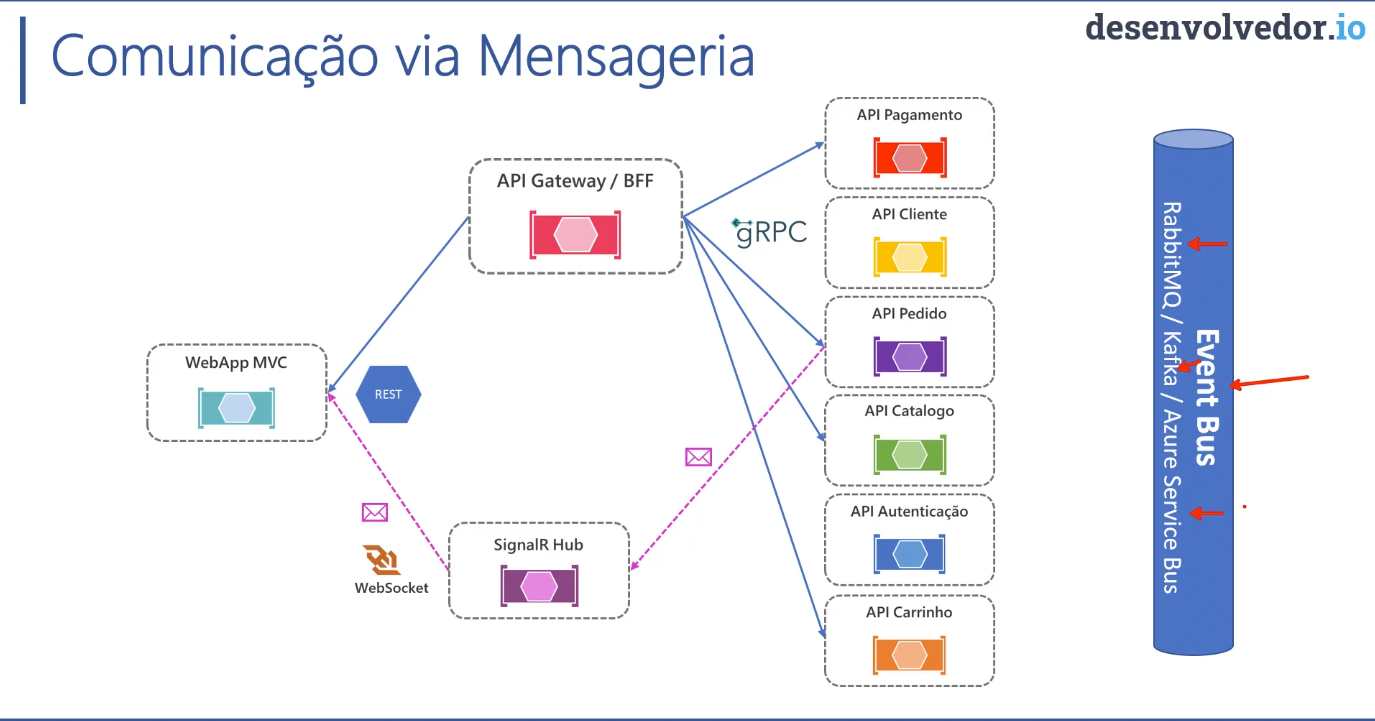 desenvolvedor.io
Comunicação via Mensageria
API Pagamento
API Gateway / BFF
gRPC
API Cliente
API Pedido
WebApp MVC
REST
API Catalogo
API Autenticação
SignalR Hub
WebSocket
API Carrinho
Event Bus
RabbitMQ / Kafka / Azure Service Bus